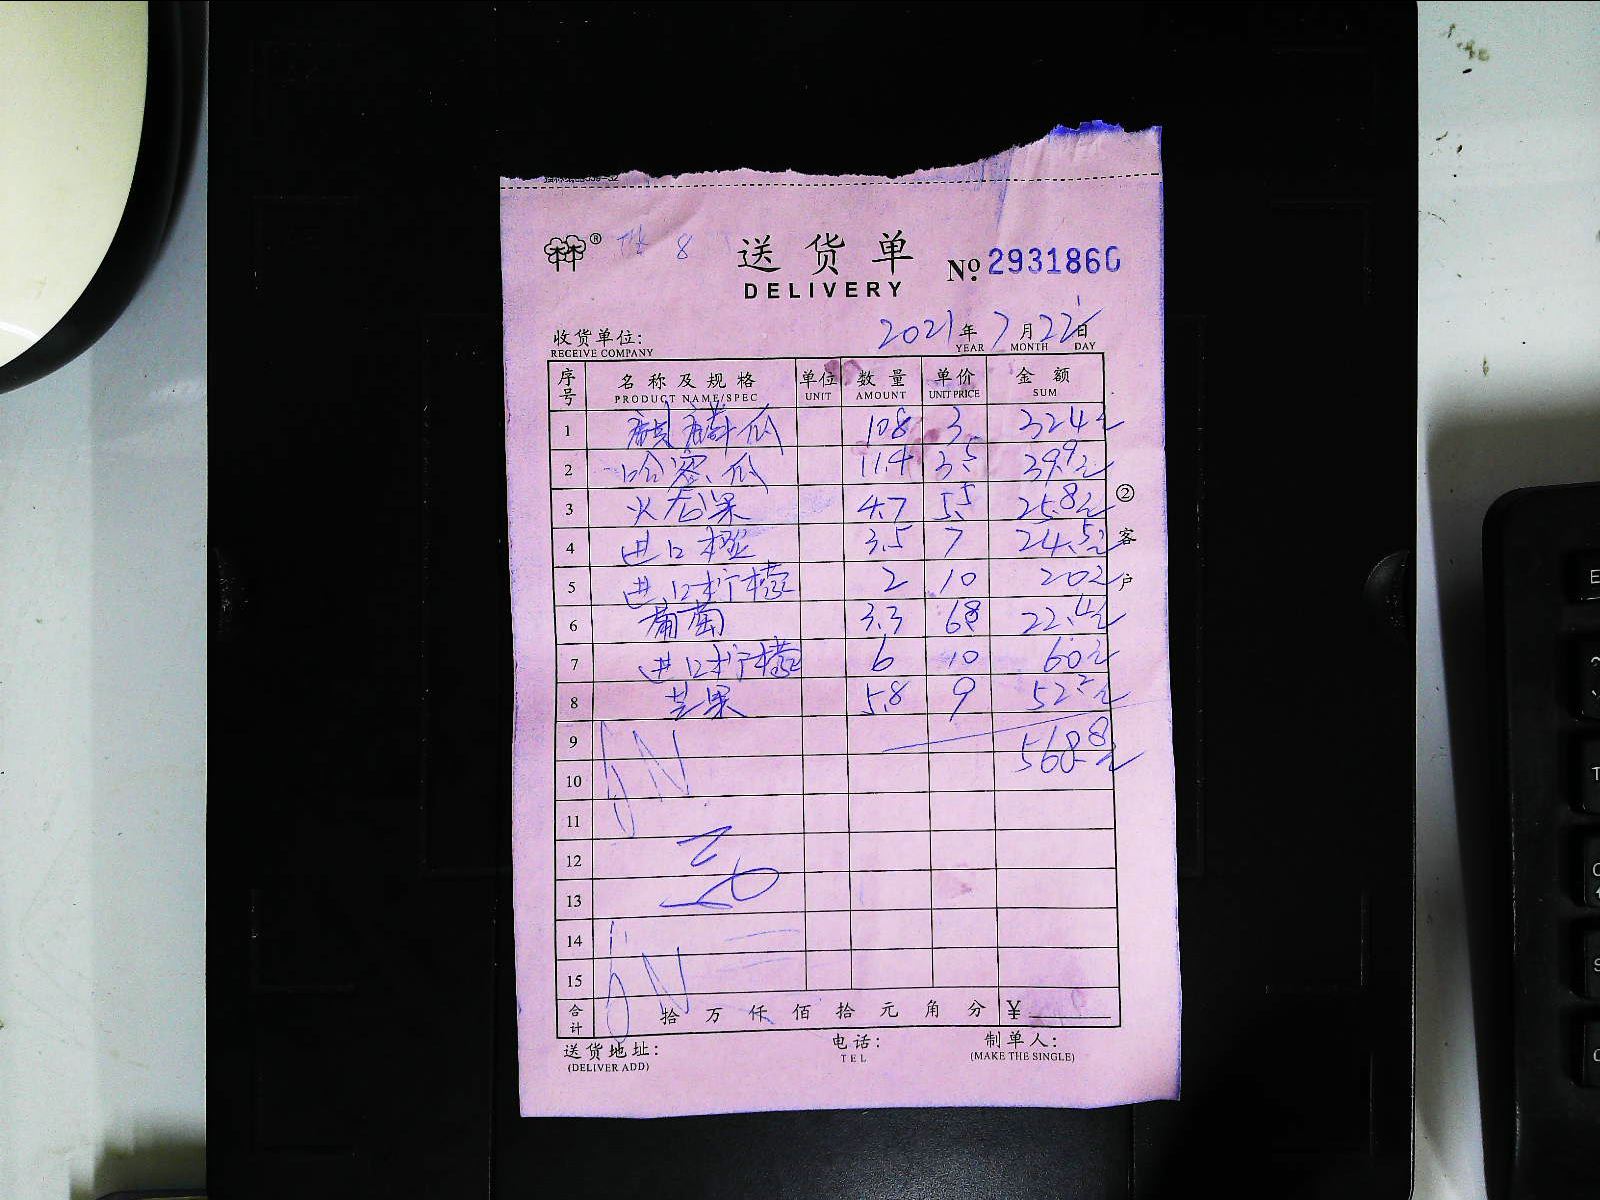 8
送货单
DELIVERY
№ 2931860
2021年7月22日
YEAR MONTH DAY
收货单位:
RECEIVE COMPANY
序号 名称及规格 单位 数量 单价 金额
PRODUCT NAME/SPEC UNIT AMOUNT UNIT PRICE SUM
1 麒麟瓜 108 3 324元
2 哈密瓜 11.4 3.5 39.9元
3 火龙果 4.7 5.5 25.8元
4 进口橙 3.5 7 24.5元
5 进口柠檬 2 10 20元
6 葡萄 3.3 6.8 22.4元
7 进口柠檬 6 10 60元
8 芒果 5.8 9 52.2元
9
568.8元
10
11
12
13
14
15
合计 拾 万 仟 佰 拾 元 角 分 ¥
②客户
送货地址: 电话: 制单人:
(DELIVER ADD) TEL (MAKE THE SINGLE)